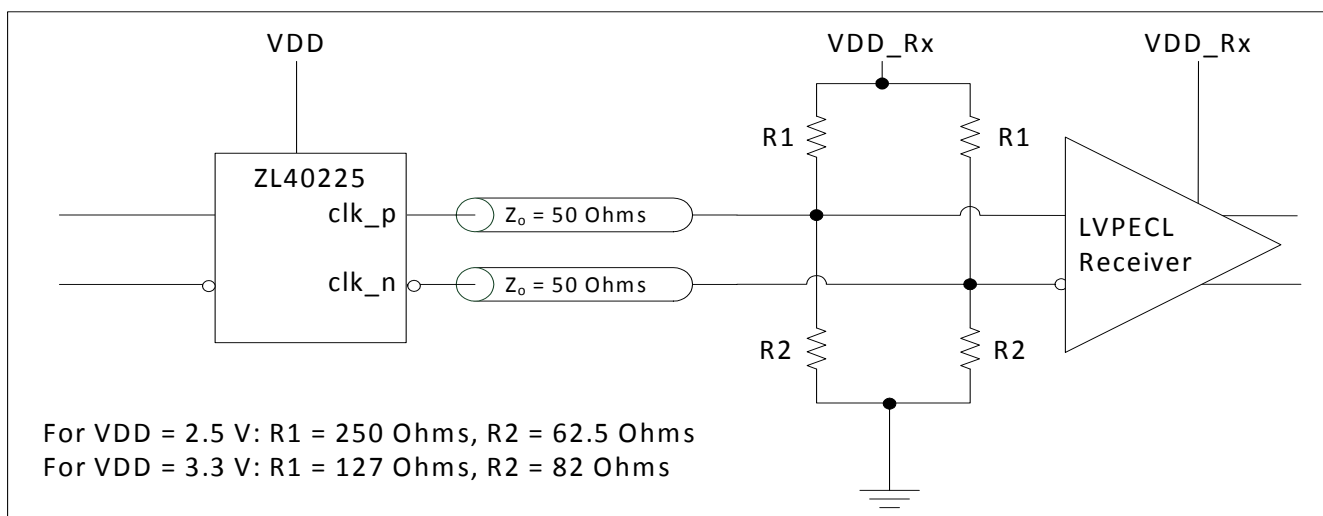 VDD
VDD_Rx
VDD_Rx
R1
R1
ZL40225
clk_p
Zo = 50 Ohms
LVPECL
Receiver
clk_n
Zo = 50 Ohms
R2
R2
For VDD = 2.5 V: R1 = 250 Ohms, R2 = 62.5 Ohms
For VDD = 3.3 V: R1 = 127 Ohms, R2 = 82 Ohms